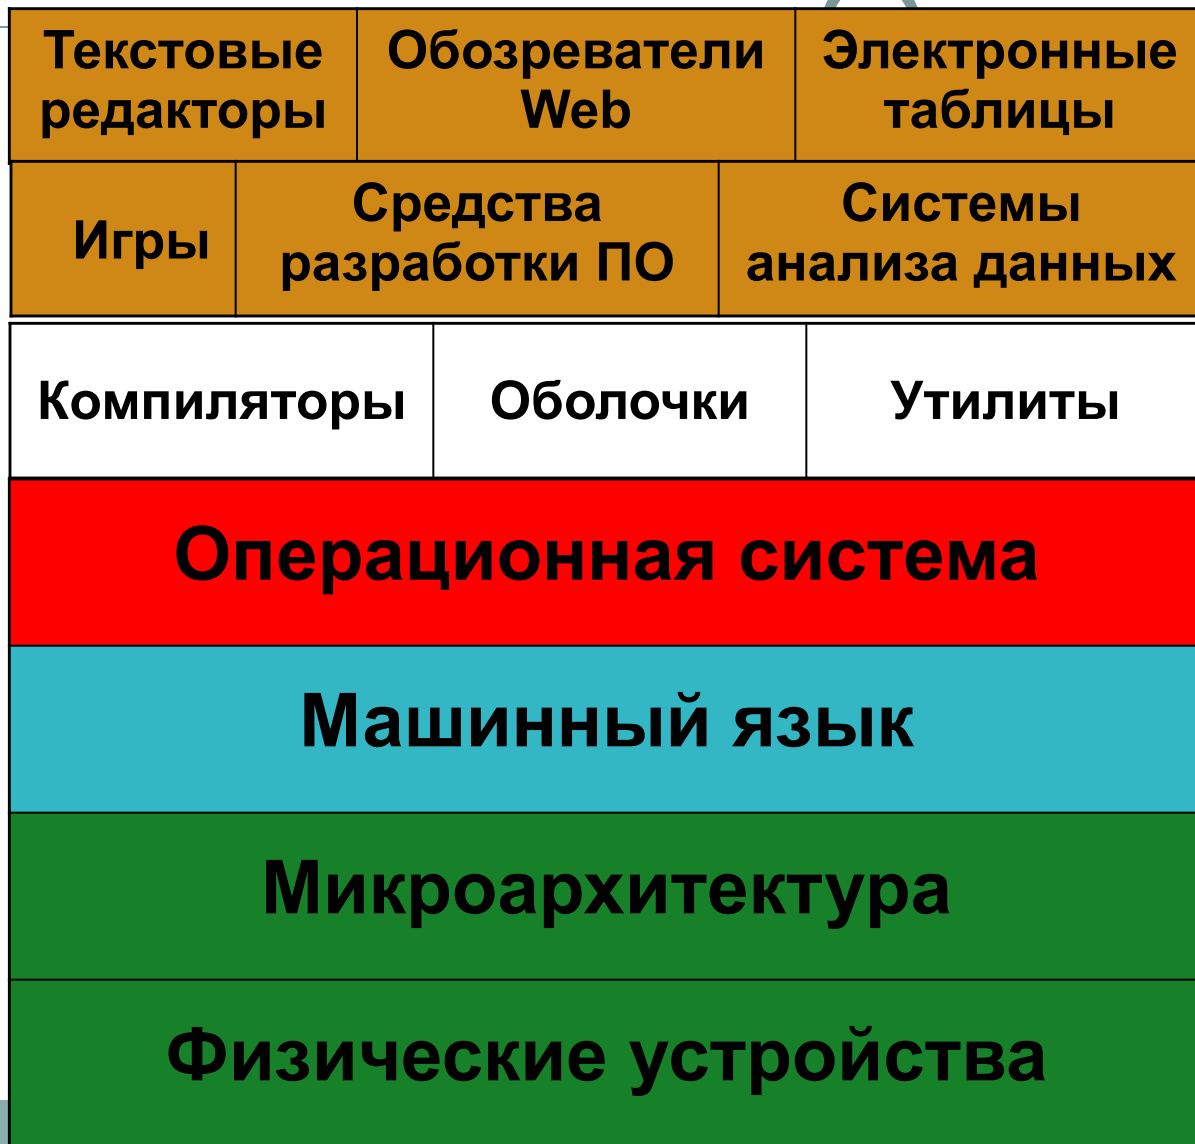 Текстовые
редакторы
Обозреватели
Web
Электронные
таблицы
Игры
Средства
разработки ПО
Системы
анализа данных
Компиляторы
Оболочки
Утилиты
Операционная система
Машинный язык
Микроархитектура
Физические устройства